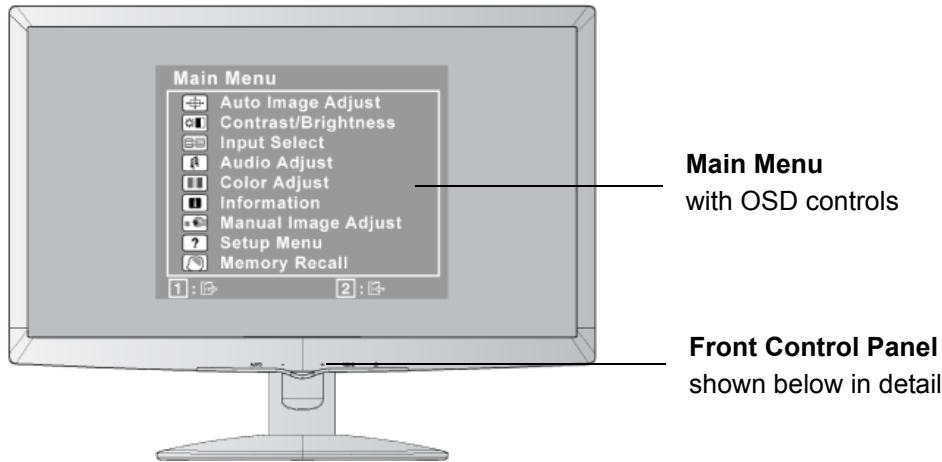 Main Menu
Auto Image Adjust
Contrast/Brightness
Input Select
Audio Adjust
Color Adjust
Information
Manual Image Adjust
? Setup Menu
Memory Recall
1 : 2 :
Main Menu
with OSD controls
Front Control Panel
shown below in detail